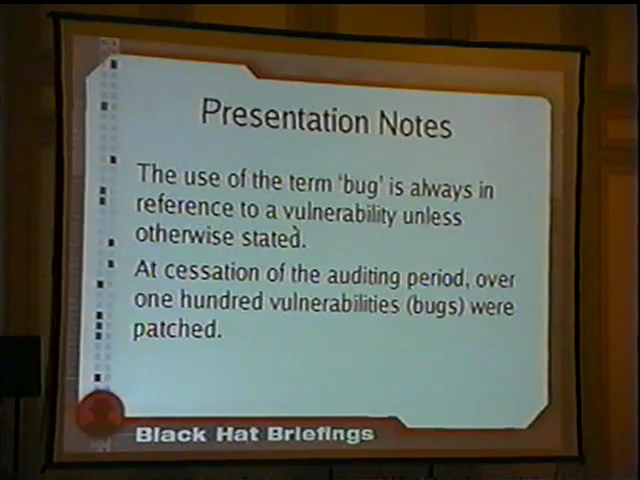 Presentation Notes
The use of the term 'bug' is always in
reference to a vulnerability unless
otherwise stated.
At cessation of the auditing period, over
one hundred vulnerabilities (bugs) were
patched.
Black Hat Briefings